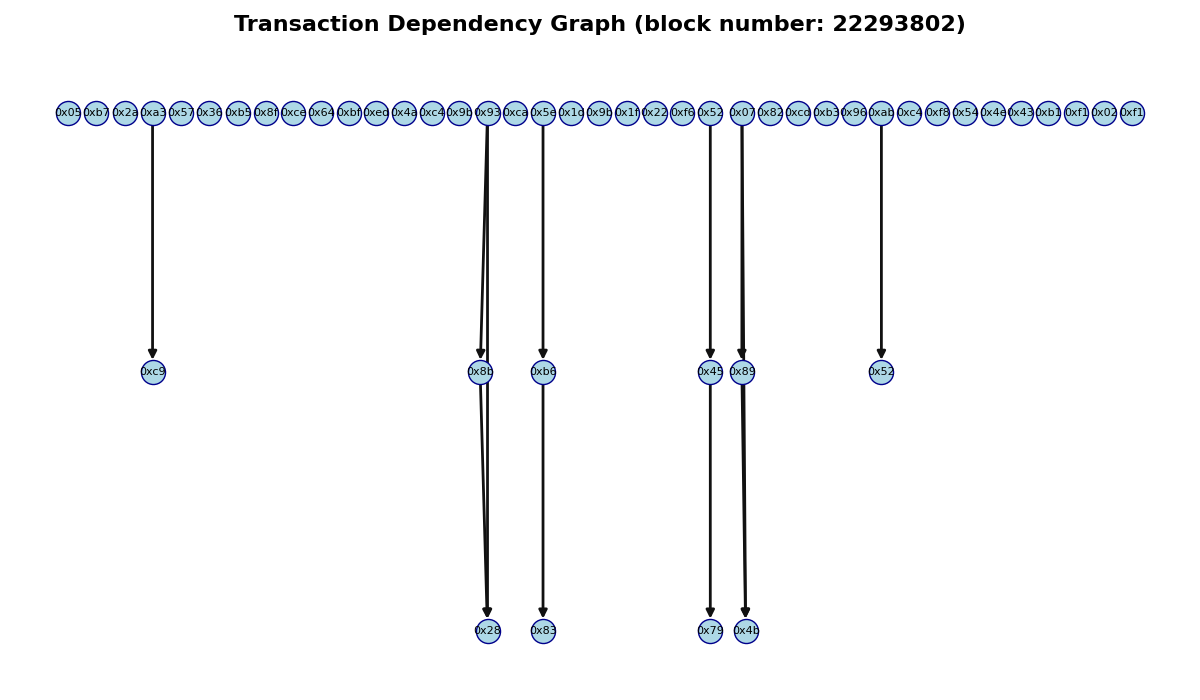 Transaction Dependency Graph (block number: 22293802)
0x05 0xb7 0x2a 0xa3 0x57 0x36 0xb5 0x8f 0xce 0x64 0xbf 0xed 0x4a 0xc4 0x9b 0x93 0xca 0x5e 0x1d 0x9b 0x1f 0x22 0xf6 0x52 0x07 0x82 0xcd 0xb3 0x96 0xab 0xc4 0xf8 0x54 0x4e 0x43 0xb1 0xf1 0x02 0xf1
0xc9 0x8b 0xb6 0x45 0x89 0x52
0x28 0x83 0x79 0x4b